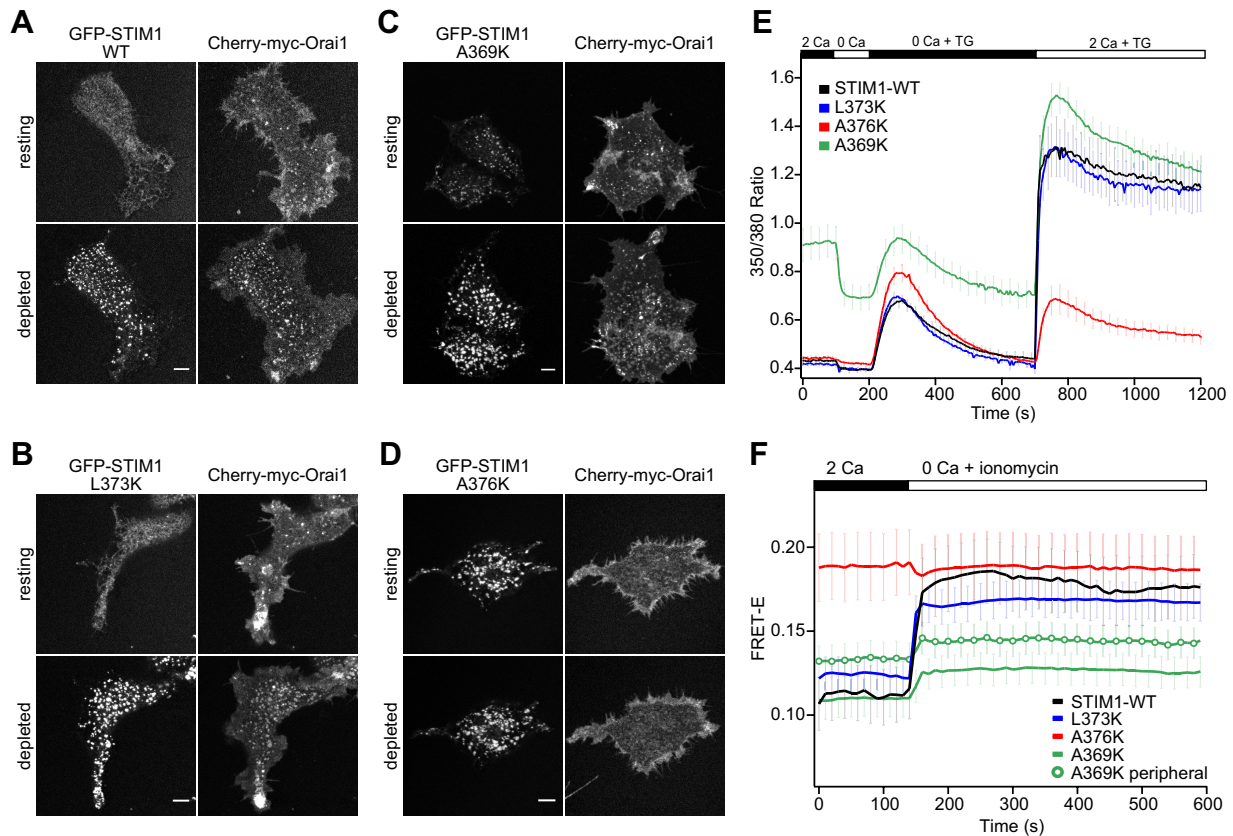 A
GFP-STIM1
WT
Cherry-myc-Orai1
resting
depleted
B
GFP-STIM1
L373K
Cherry-myc-Orai1
resting
depleted
C
GFP-STIM1
A369K
Cherry-myc-Orai1
resting
depleted
D
GFP-STIM1
A376K
Cherry-myc-Orai1
resting
depleted
E
2 Ca 0 Ca 0 Ca + TG 2 Ca + TG
STIM1-WT
L373K
A376K
A369K
350/380 Ratio
1.6
1.4
1.2
1.0
0.8
0.6
0.4
0 200 400 600 800 1000 1200
Time (s)
F
2 Ca 0 Ca + ionomycin
FRET-E
0.20
0.15
0.10
STIM1-WT
L373K
A376K
A369K
A369K peripheral
0 100 200 300 400 500 600
Time (s)